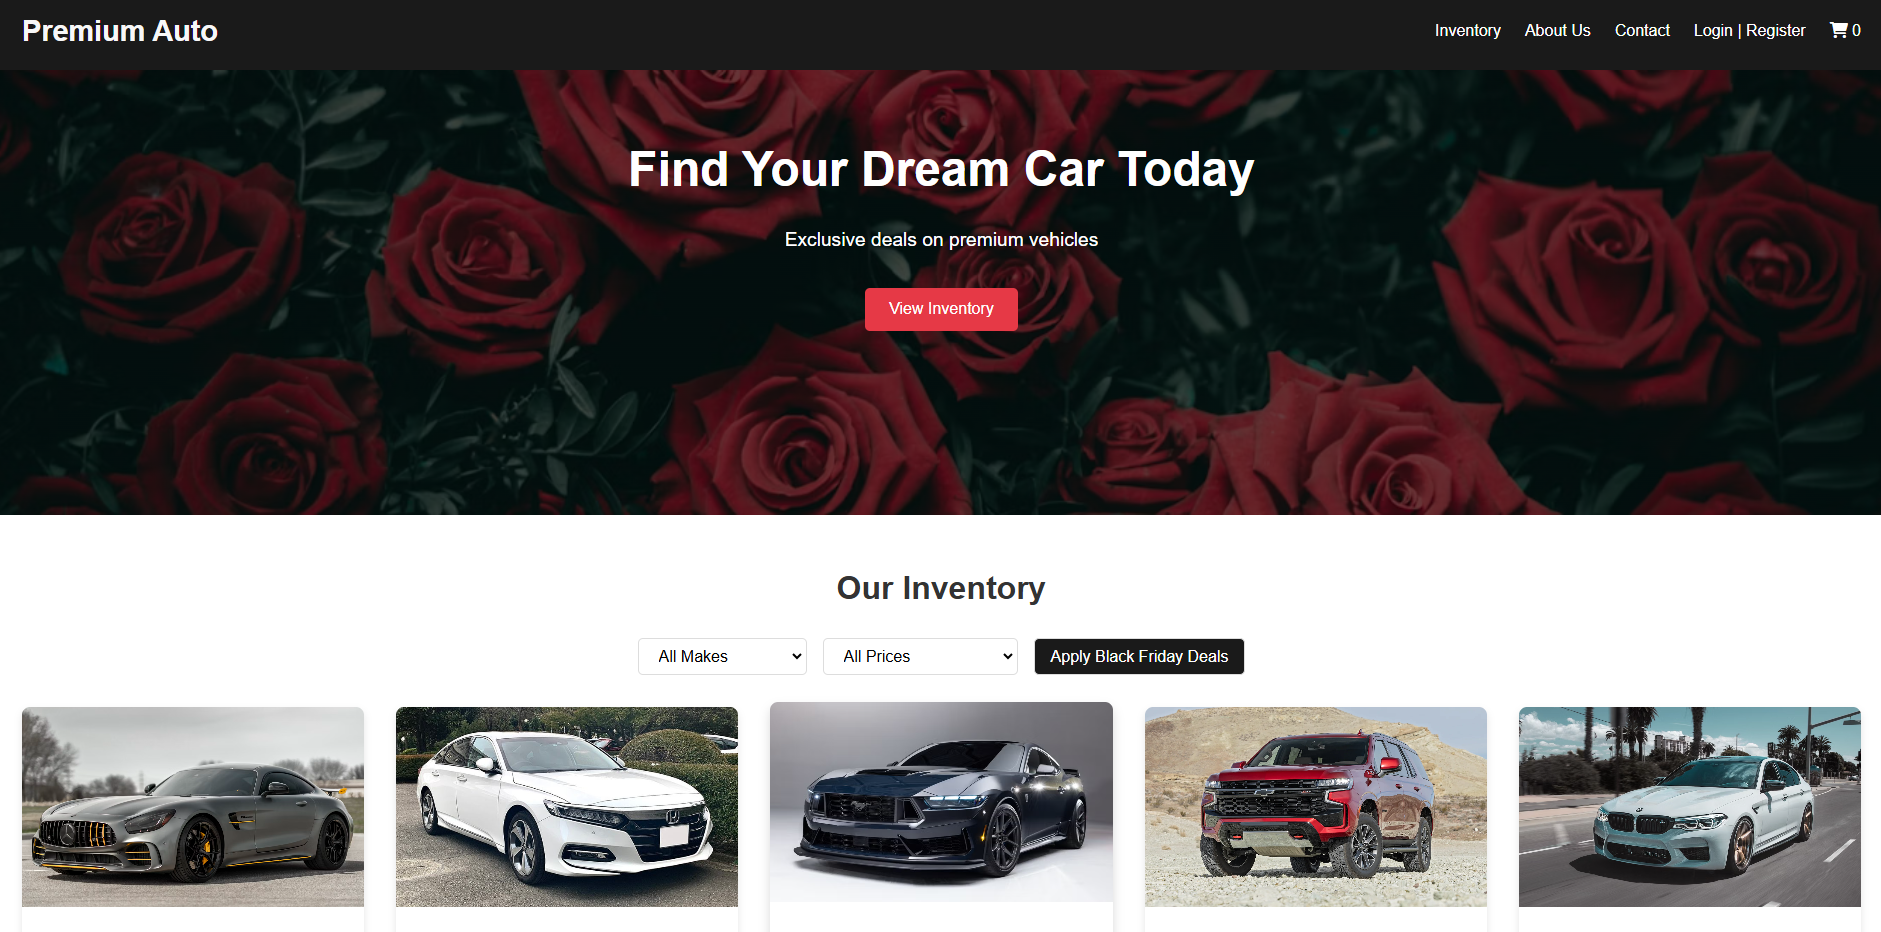 Premium Auto
Inventory About Us Contact Login | Register 0
Find Your Dream Car Today
Exclusive deals on premium vehicles
View Inventory
Our Inventory
All Makes All Prices Apply Black Friday Deals